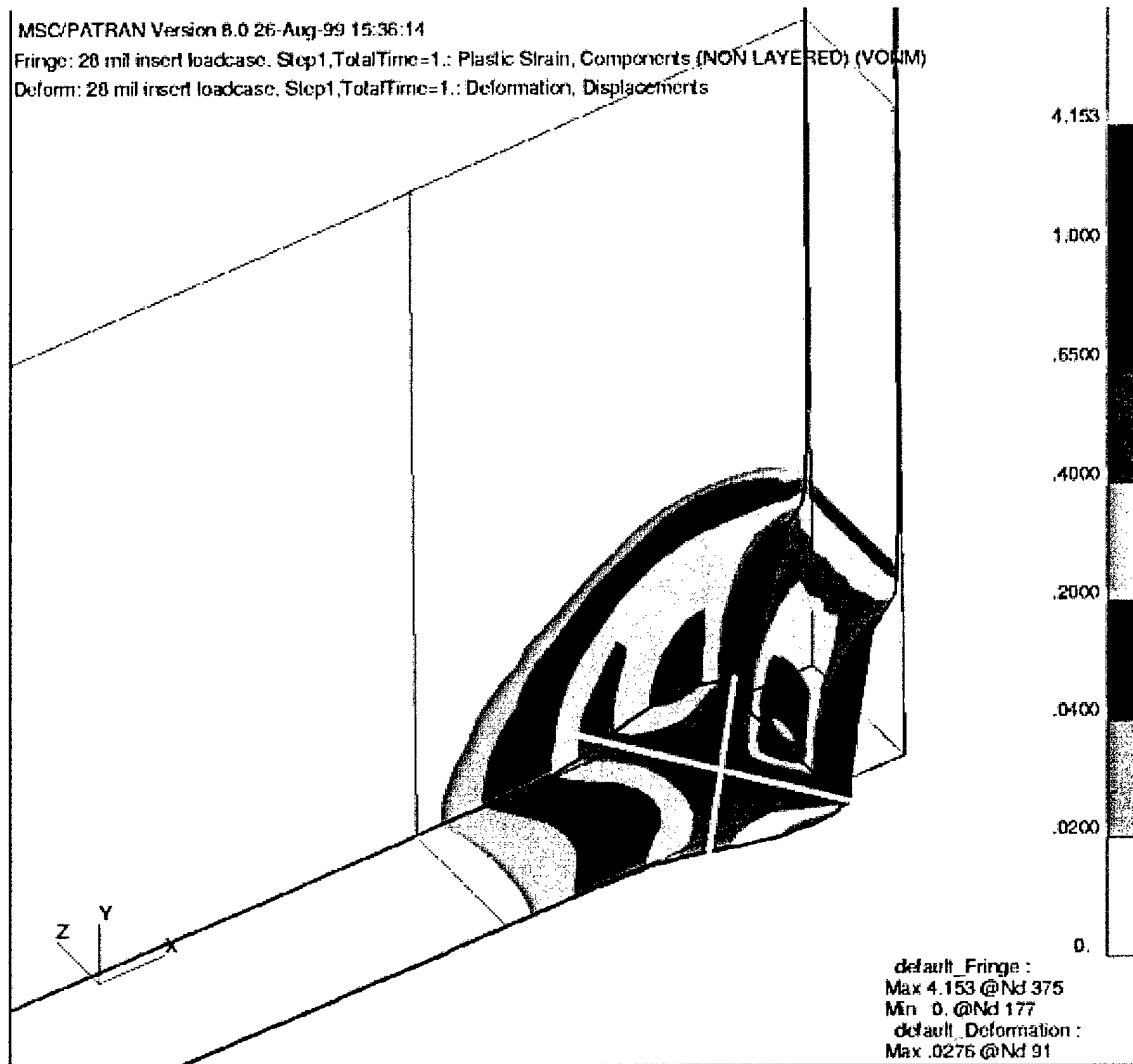 MSC/PATRAN Version 8.0 26-Aug-99 15:36:14
Fringe: 28 mil insert loadcase, Step1,TotalTime=1.: Plastic Strain, Components (NON LAYERED) (VONM)
Deform: 28 mil insert loadcase, Step1,TotalTime=1.: Deformation, Displacements
4.153
1.000
.6500
.4000
.2000
.0400
.0200
0.
Y
Z
X
default_Fringe :
Max 4.153 @Nd 375
Min 0. @Nd 177
default_Deformation :
Max .0276 @Nd 91